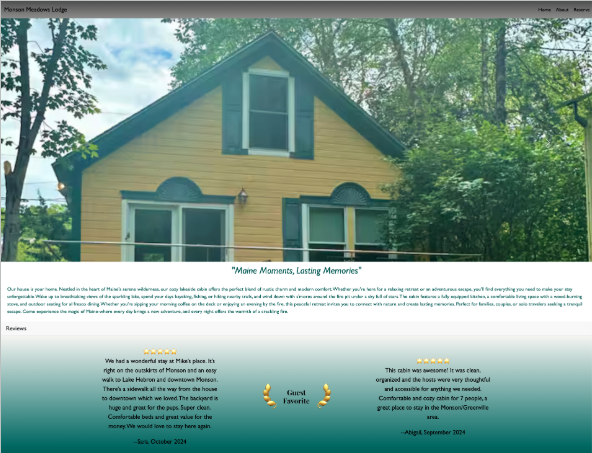 Monson Meadows Lodge
Home About Reserve
"Maine Moments, Lasting Memories"
Our house is your home. Nestled in the heart of Maine's serene wilderness, our cozy lakeside cabin offers the perfect blend of rustic charm and modern comfort. Whether you're here for a relaxing retreat or an adventurous escape, you'll find everything you need to make your stay
unforgettable. Wake up to breathtaking views of the sparkling lake, spend your days kayaking, fishing, or hiking nearby trails, and wind down with s'mores around the fire pit under a sky full of stars. The cabin features a fully equipped kitchen, a comfortable living space with a wood-burning
stove, and outdoor seating for al fresco dining. Whether you're sipping your morning coffee on the deck or enjoying an evening by the fire, this peaceful retreat invites you to connect with nature and create lasting memories. Perfect for families, couples, or solo travelers seeking a tranquil
escape. Come experience the magic of Maine where every day brings a new adventure, and every night offers the warmth of a crackling fire.
Reviews:
We had a wonderful stay at Mike's place. It's
right on the outskirts of Monson and an easy
walk to Lake Hebron and downtown Monson.
There's a sidewalk all the way from the house
to downtown which we loved. The backyard is
huge and great for the pups. Super clean.
Comfortable beds and great value for the
money. We would love to stay here again.
--Sara, October 2024
Guest
Favorite
This cabin was awesome! It was clean,
organized and the hosts were very thoughtful
and accessible for anything we needed.
Comfortable and cozy cabin for 7 people, a
great place to stay in the Monson/Greenville
area.
--Abigail, September 2024